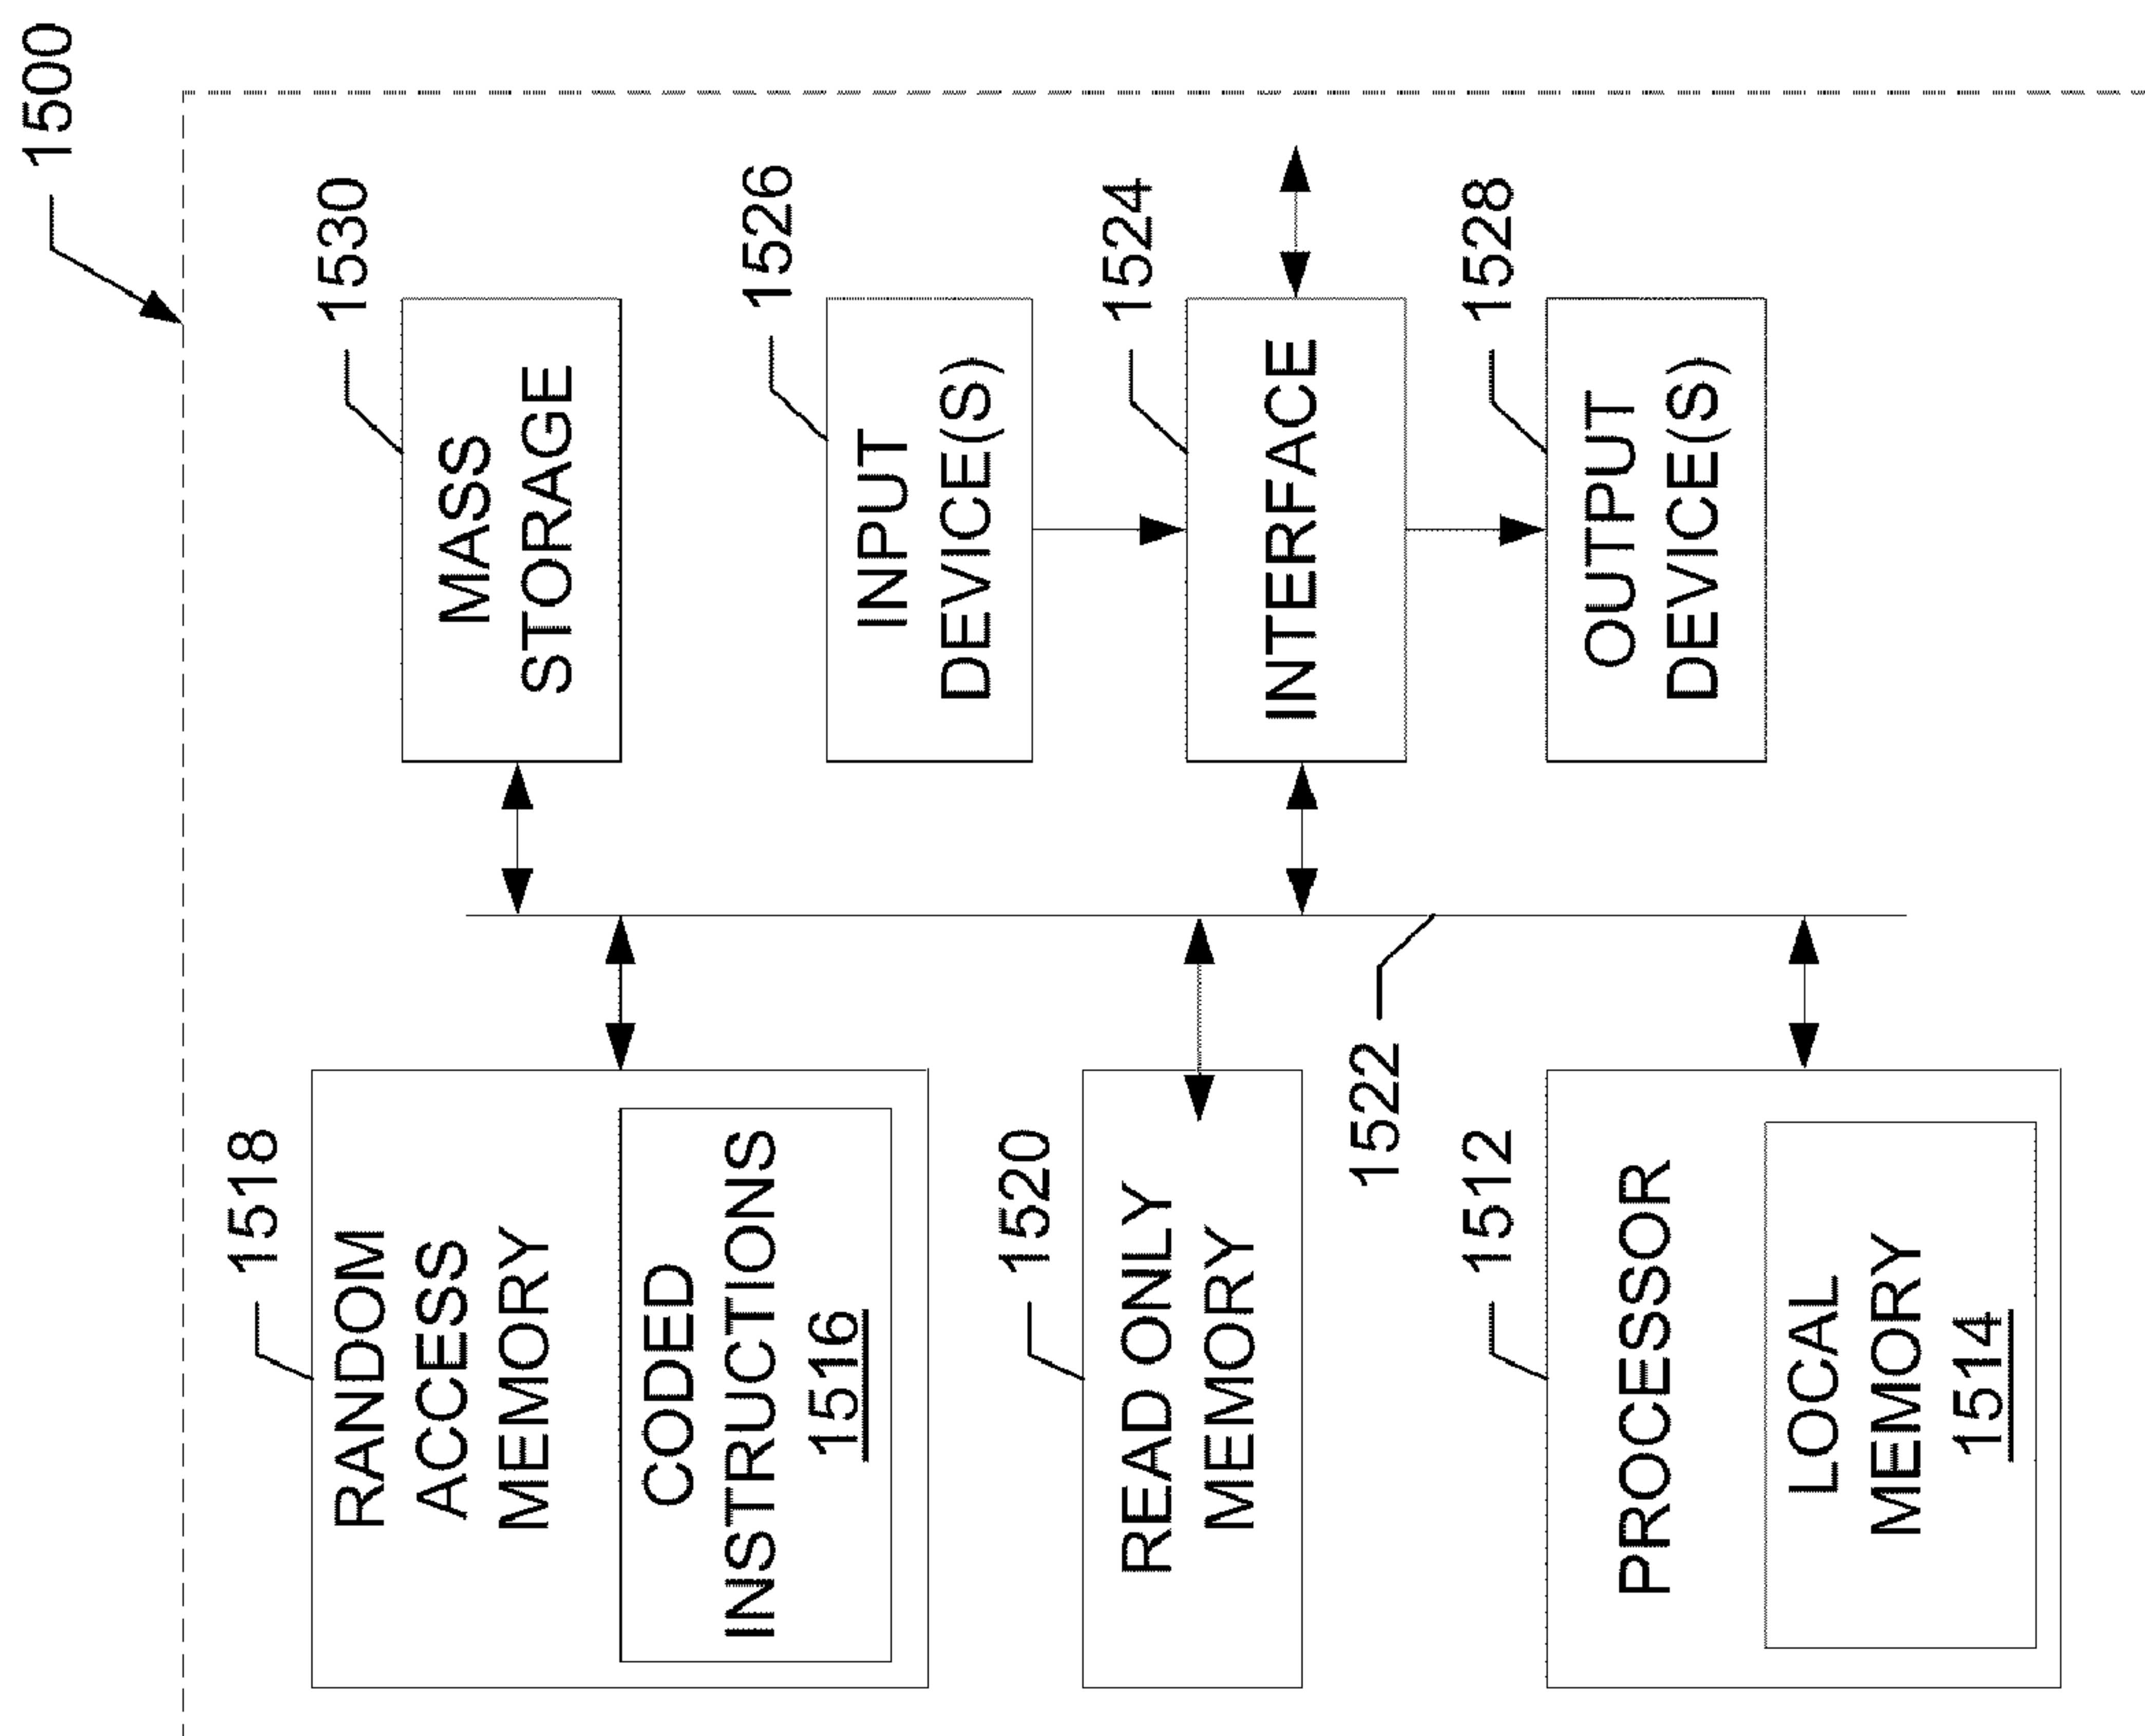 1500
1518
RANDOM
ACCESS
MEMORY
CODED
INSTRUCTIONS
1516
1530
MASS
STORAGE
1520
READ ONLY
MEMORY
1526
INPUT
DEVICE(S)
1522
1524
INTERFACE
1512
PROCESSOR
LOCAL
MEMORY
1514
1528
OUTPUT
DEVICE(S)